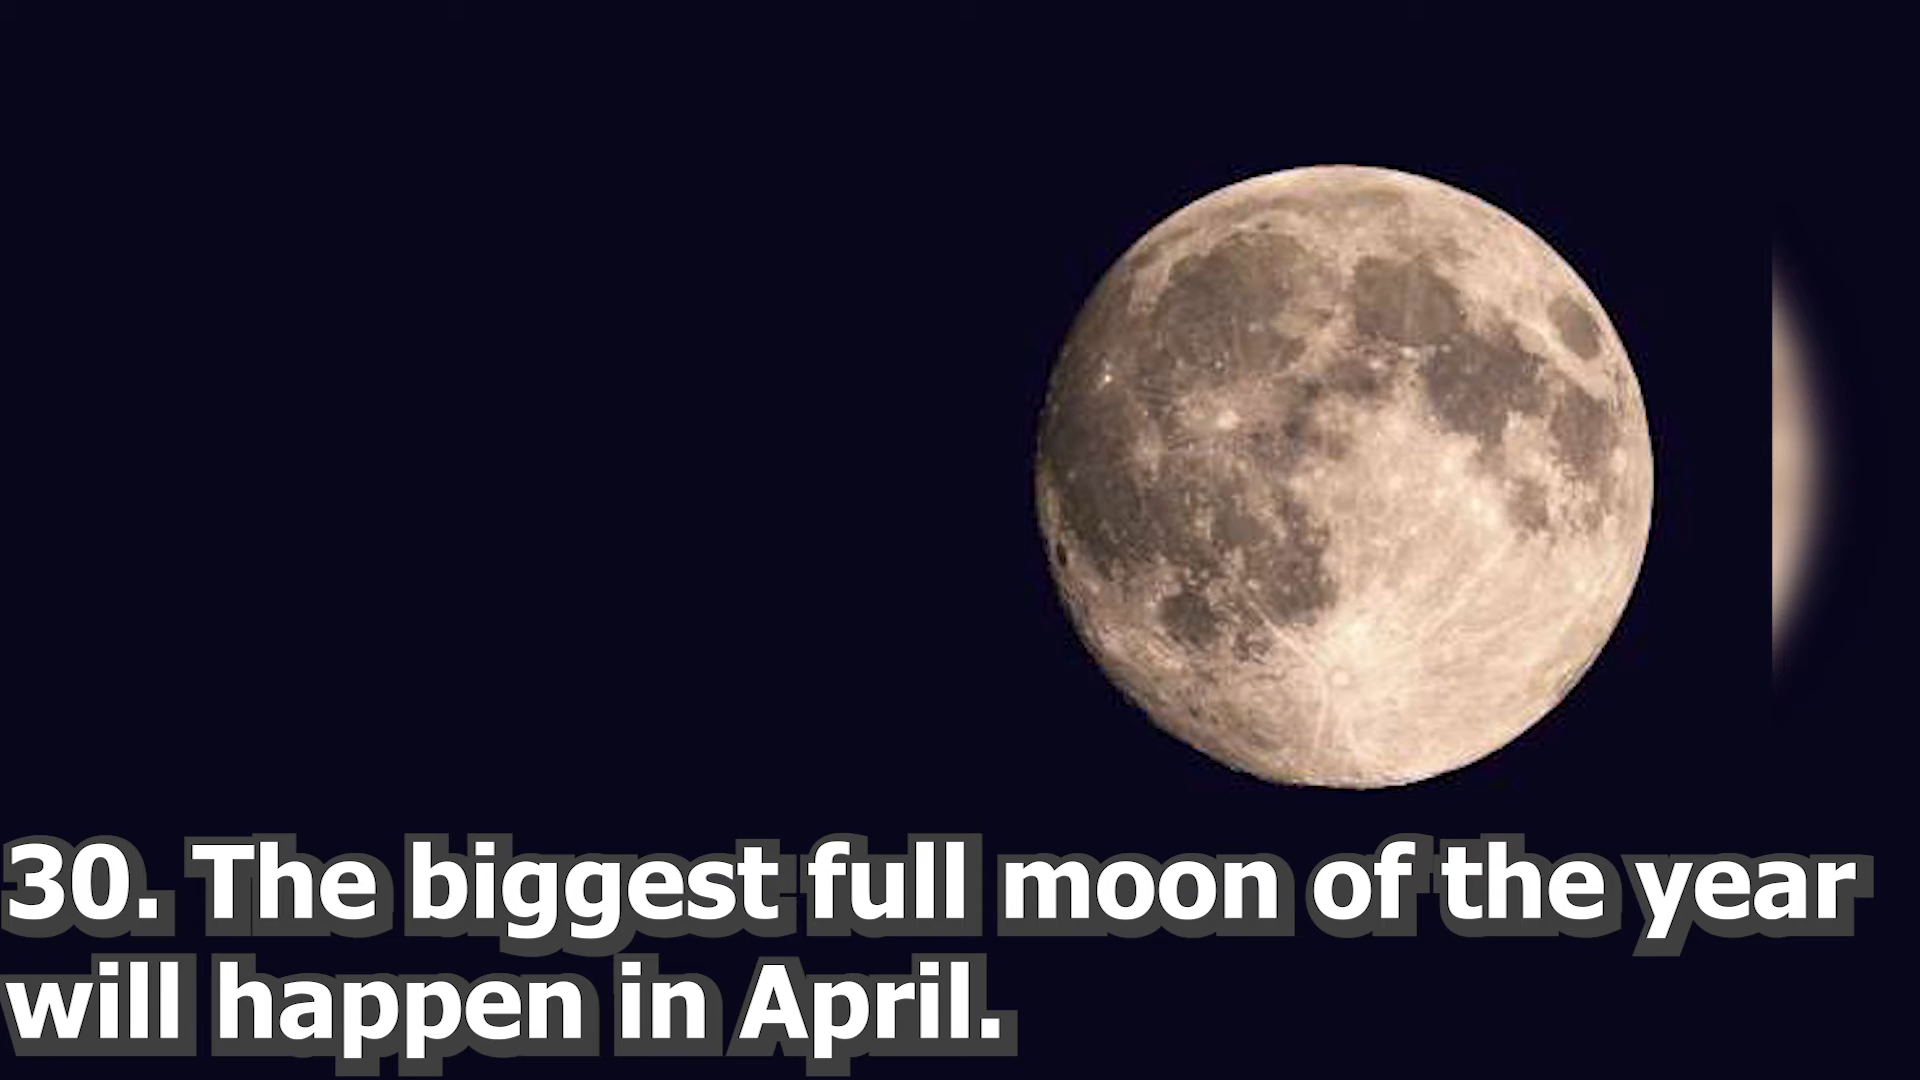 30. The biggest full moon of the year
will happen in April.